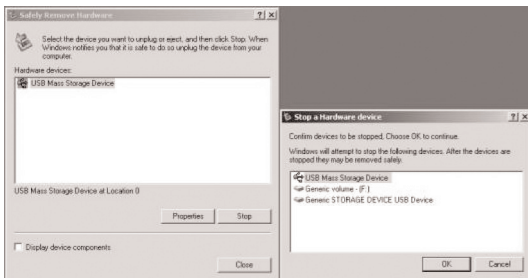 Safely Remove Hardware
Select the device you want to unplug or eject, and then click Stop. When
Windows notifies you that it is safe to do so unplug the device from your
computer.
Hardware devices:
USB Mass Storage Device
USB Mass Storage Device at Location 0
Properties
Stop
Display device components
Close
Stop a Hardware device
Confirm devices to be stopped, Choose OK to continue.
Windows will attempt to stop the following devices. After the devices are
stopped they may be removed safely.
USB Mass Storage Device
Generic volume - (F:)
Generic STORAGE DEVICE USB Device
OK
Cancel